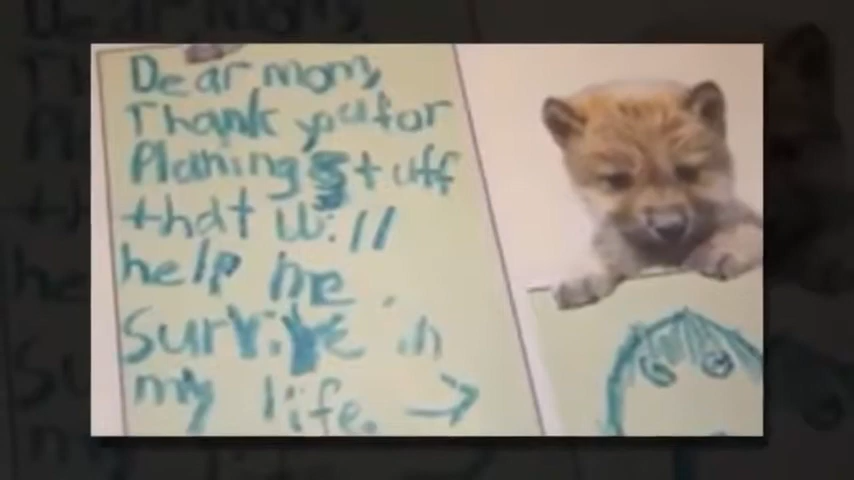 Dear mom,
Thank you for
Planing stuff
that will
help me
survive in
my life. →